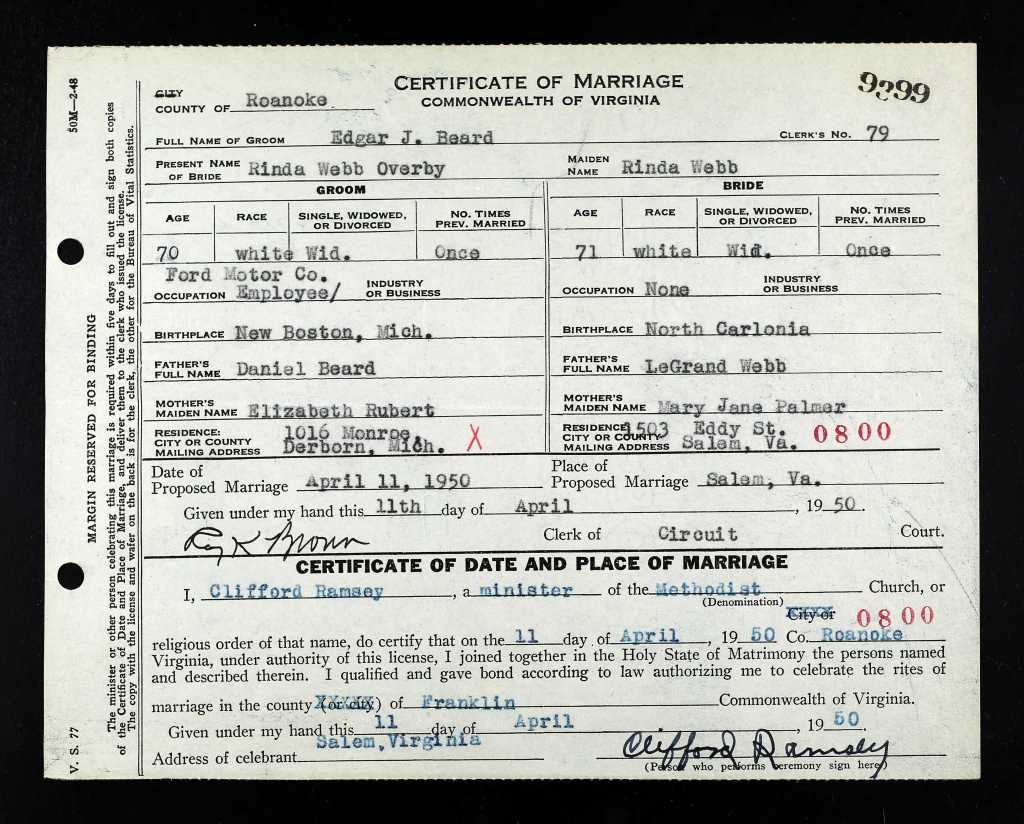 CERTIFICATE OF MARRIAGE
COMMONWEALTH OF VIRGINIA
9399
CITY
COUNTY OF Roanoke
FULL NAME OF GROOM Edgar J. Beard CLERK'S NO. 79
PRESENT NAME OF BRIDE Rinda Webb Overby MAIDEN NAME Rinda Webb
GROOM BRIDE
AGE RACE SINGLE, WIDOWED, OR DIVORCED NO. TIMES PREV. MARRIED AGE RACE SINGLE, WIDOWED, OR DIVORCED NO. TIMES PREV. MARRIED
70 white Wid. Once 71 white Wid. Once
Ford Motor Co.
OCCUPATION Employee/ INDUSTRY OR BUSINESS OCCUPATION None INDUSTRY OR BUSINESS
BIRTHPLACE New Boston, Mich. BIRTHPLACE North Carlonia
FATHER'S FULL NAME Daniel Beard FATHER'S FULL NAME LeGrand Webb
MOTHER'S MAIDEN NAME Elizabeth Rubert MOTHER'S MAIDEN NAME Mary Jane Palmer
RESIDENCE: CITY OR COUNTY MAILING ADDRESS 1016 Monroe, Derborn, Mich. X RESIDENCE CITY OR COUNTY MAILING ADDRESS 1503 Eddy St. Salem, Va. 0800
Date of Proposed Marriage April 11, 1950 Place of Proposed Marriage Salem, Va.
Given under my hand this 11th day of April, 1950.
Roy K Brown Clerk of Circuit Court.
CERTIFICATE OF DATE AND PLACE OF MARRIAGE
I, Clifford Ramsey, a minister of the Methodist Church, or
(Denomination) City or 0800
religious order of that name, do certify that on the 11 day of April, 1950 Co. Roanoke
Virginia, under authority of this license, I joined together in the Holy State of Matrimony the persons named
and described therein. I qualified and gave bond according to law authorizing me to celebrate the rites of
marriage in the county (or city) of Franklin Commonwealth of Virginia.
Given under my hand this 11 day of April, 1950.
Address of celebrant Salem, Virginia Clifford Ramsey
(Person who performs ceremony sign here)
50M—2-48
MARGIN RESERVED FOR BINDING
The minister or other person celebrating this marriage is required within five days to fill out and sign both copies
of the Certificate of Date and Place of Marriage, and deliver them to the clerk who issued the license.
The copy with the license and wafer on the back is for the clerk, the other for the Bureau of Vital Statistics.
V. S. 77